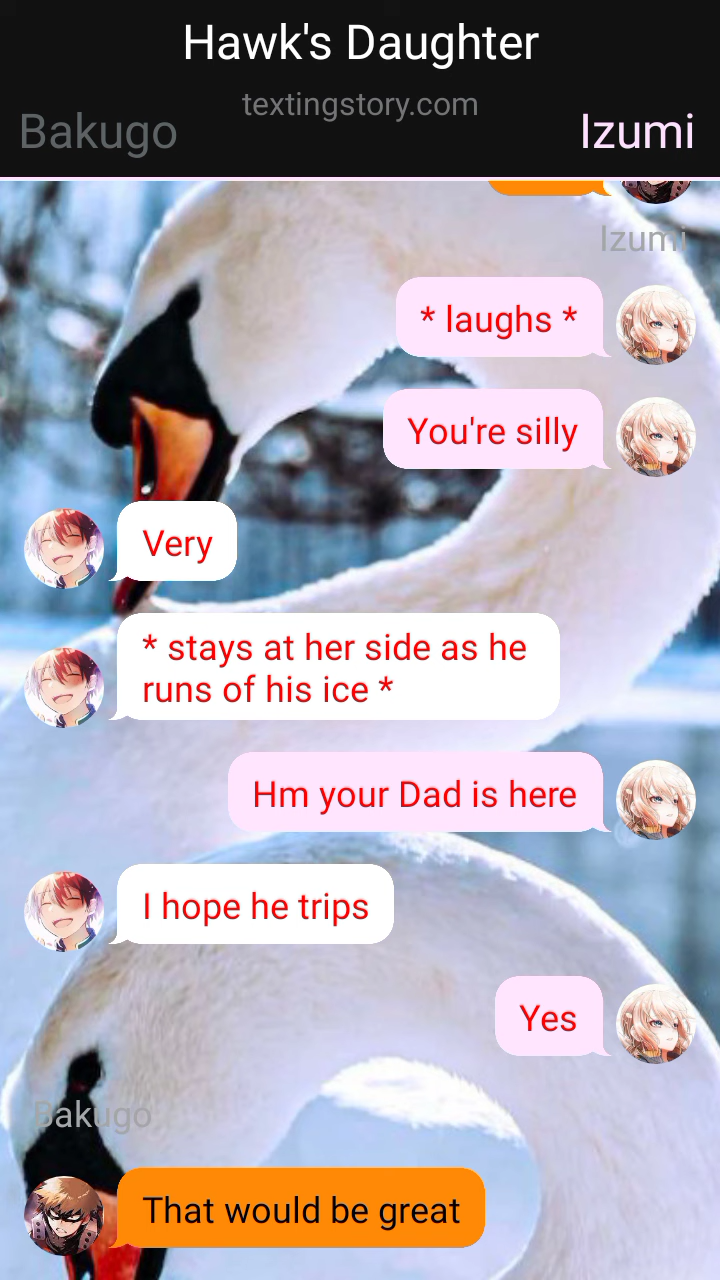 Hawk's Daughter
textingstory.com
Bakugo
Izumi
Izumi
* laughs *
You're silly
Very
* stays at her side as he
runs of his ice *
Hm your Dad is here
I hope he trips
Yes
Bakugo
That would be great